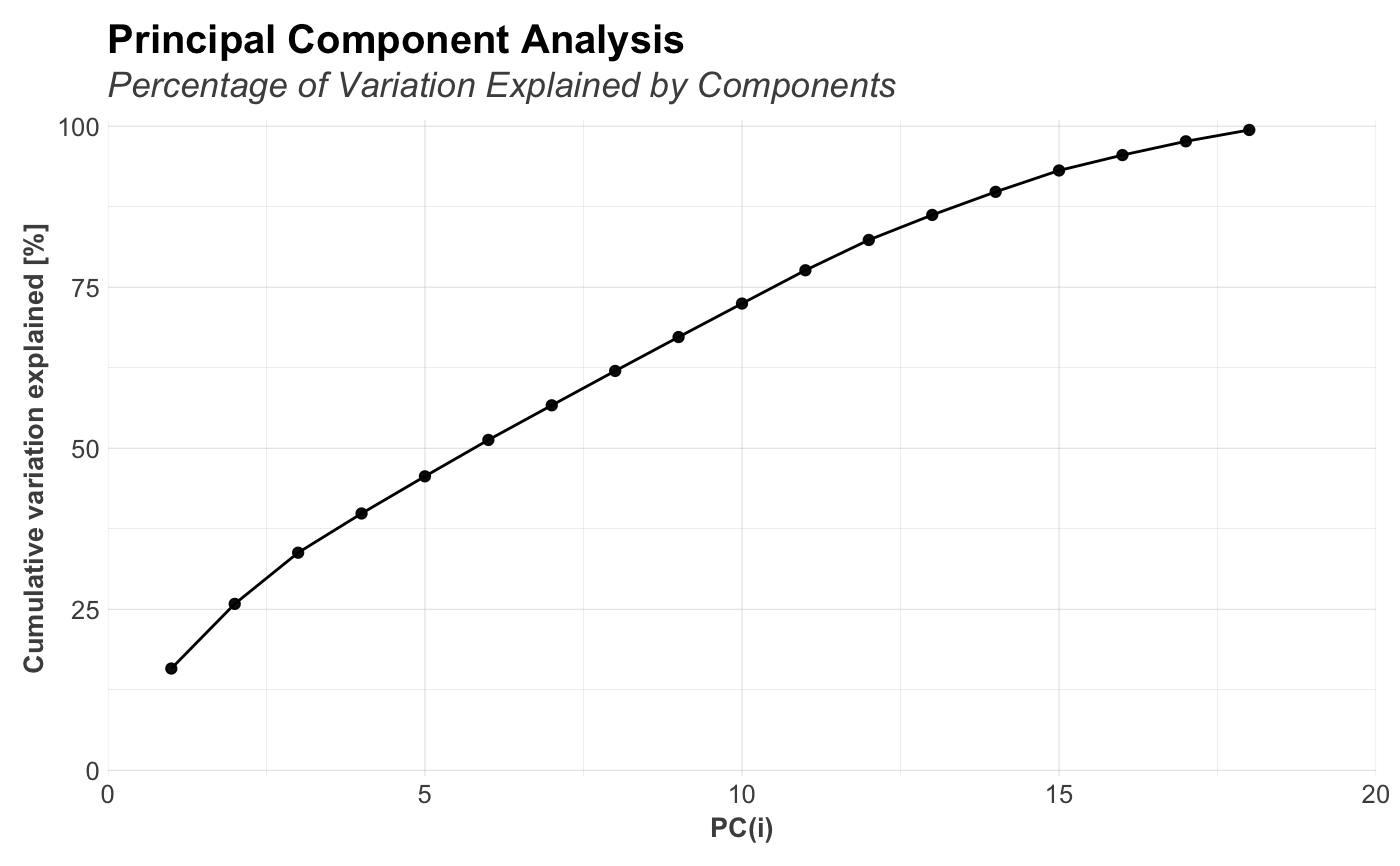 Principal Component Analysis
Percentage of Variation Explained by Components
Cumulative variation explained [%]
100
75
50
25
0
0 5 10 15 20
PC(i)